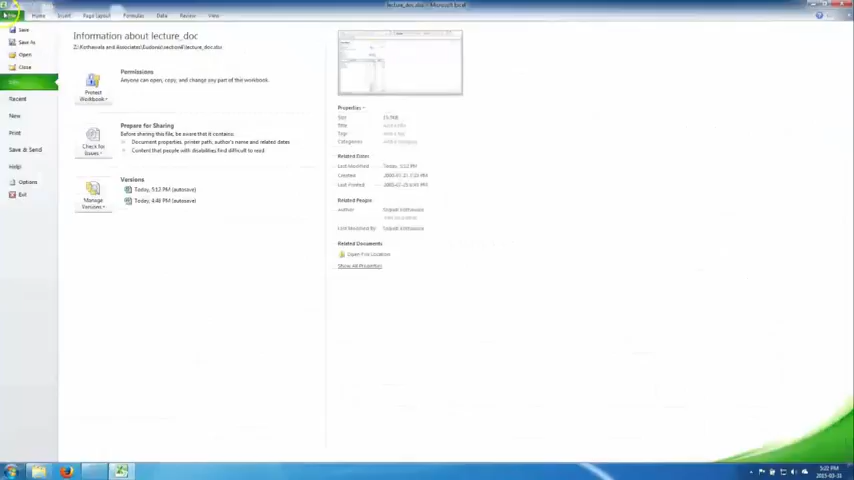 lecture_doc.xlsx - Microsoft Excel
File Home Insert Page Layout Formulas Data Review View
Save
Save As
Open
Close
Info
Recent
New
Print
Save & Send
Help
Options
Exit
Information about lecture_doc
Protect Workbook
Permissions
Anyone can open, copy, and change any part of this workbook.
Check for Issues
Prepare for Sharing
Before sharing this file, be aware that it contains:
Document properties, printer path, author's name and related dates
Content that people with disabilities find difficult to read
Manage Versions
Versions
Today, 5:12 PM (autosave)
Today, 4:48 PM (autosave)
Properties
Size
Title
Tags
Categories
Related Dates
Last Modified Today, 5:12 PM
Created
Last Printed
Related People
Author
Last Modified By
Related Documents
Open File Location
Show All Properties
5:22 PM
2015-03-31